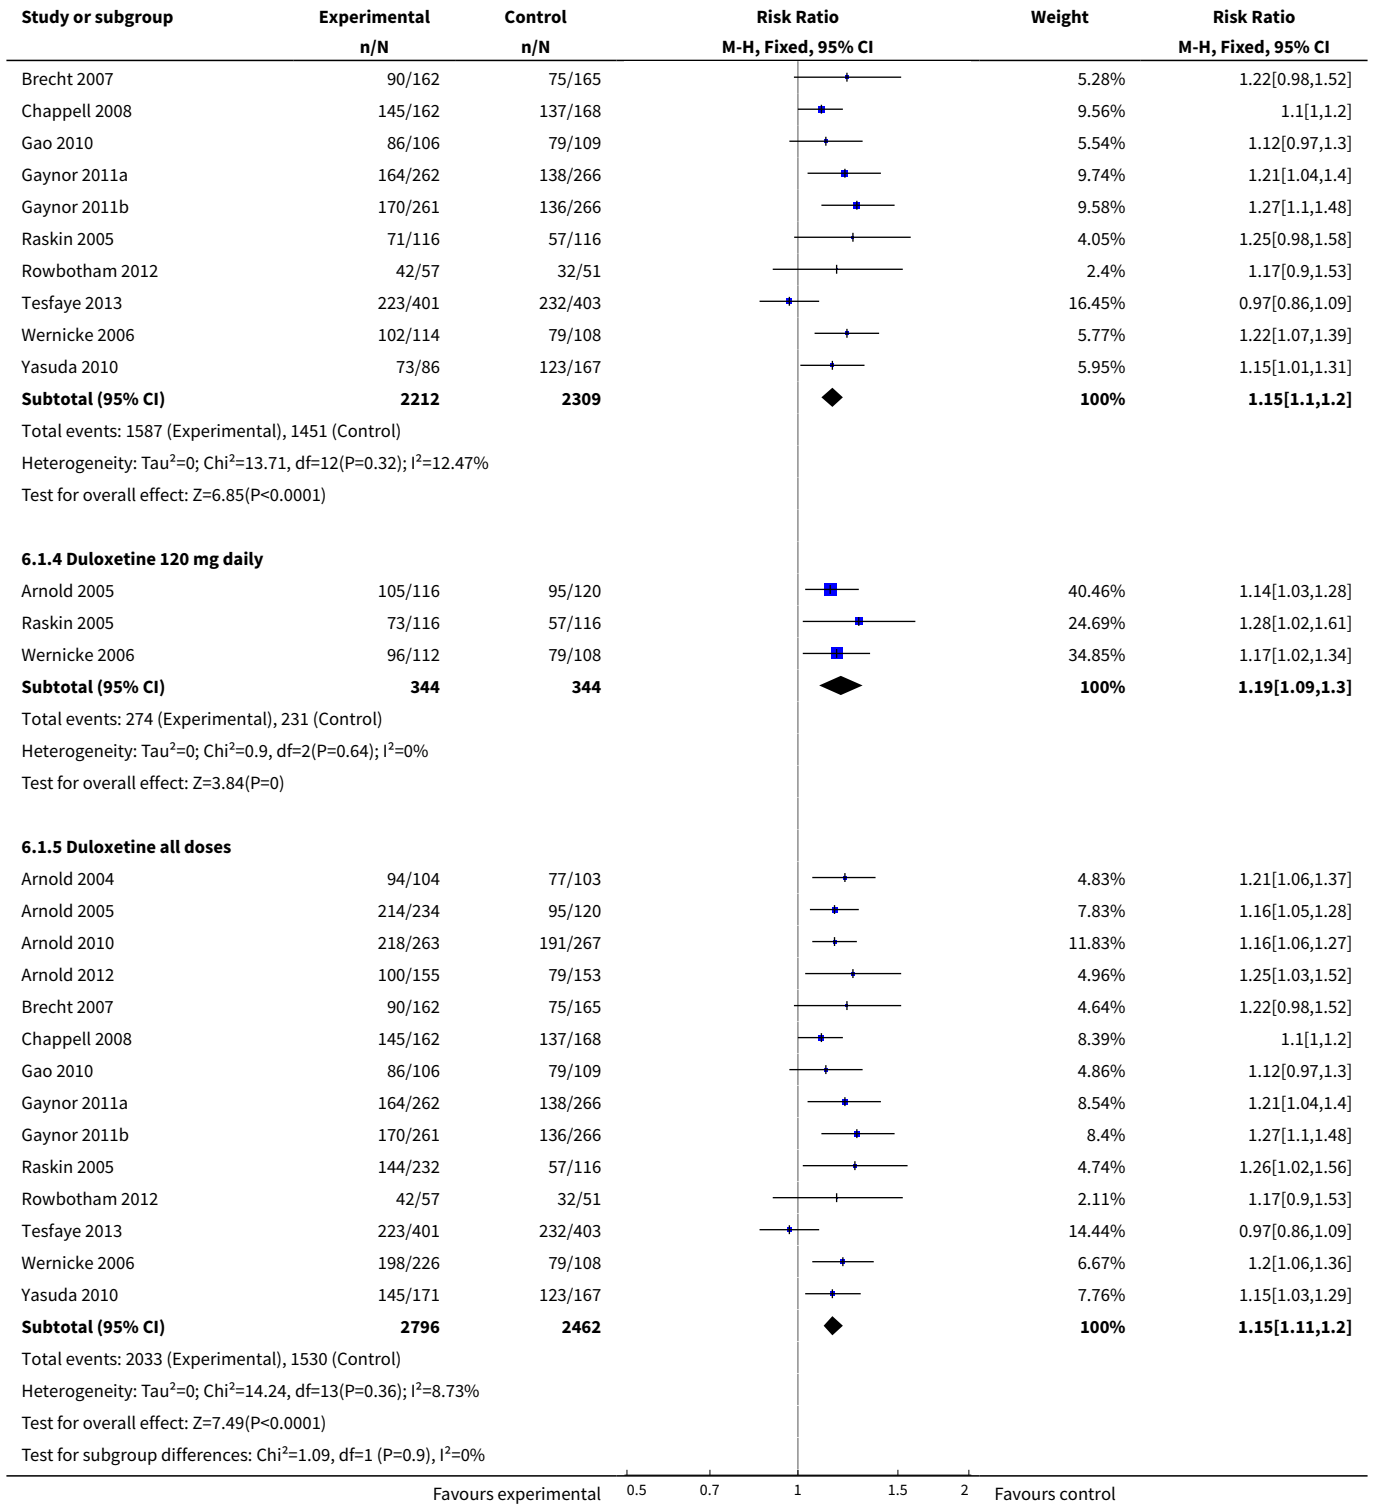 Study or subgroup Experimental Control Risk Ratio Weight Risk Ratio
n/N n/N M-H, Fixed, 95% CI M-H, Fixed, 95% CI
Brecht 2007 90/162 75/165 5.28% 1.22[0.98,1.52]
Chappell 2008 145/162 137/168 9.56% 1.1[1,1.2]
Gao 2010 86/106 79/109 5.54% 1.12[0.97,1.3]
Gaynor 2011a 164/262 138/266 9.74% 1.21[1.04,1.4]
Gaynor 2011b 170/261 136/266 9.58% 1.27[1.1,1.48]
Raskin 2005 71/116 57/116 4.05% 1.25[0.98,1.58]
Rowbotham 2012 42/57 32/51 2.4% 1.17[0.9,1.53]
Tesfaye 2013 223/401 232/403 16.45% 0.97[0.86,1.09]
Wernicke 2006 102/114 79/108 5.77% 1.22[1.07,1.39]
Yasuda 2010 73/86 123/167 5.95% 1.15[1.01,1.31]
Subtotal (95% CI) 2212 2309 100% 1.15[1.1,1.2]
Total events: 1587 (Experimental), 1451 (Control)
Heterogeneity: Tau²=0; Chi²=13.71, df=12(P=0.32); I²=12.47%
Test for overall effect: Z=6.85(P<0.0001)
6.1.4 Duloxetine 120 mg daily
Arnold 2005 105/116 95/120 40.46% 1.14[1.03,1.28]
Raskin 2005 73/116 57/116 24.69% 1.28[1.02,1.61]
Wernicke 2006 96/112 79/108 34.85% 1.17[1.02,1.34]
Subtotal (95% CI) 344 344 100% 1.19[1.09,1.3]
Total events: 274 (Experimental), 231 (Control)
Heterogeneity: Tau²=0; Chi²=0.9, df=2(P=0.64); I²=0%
Test for overall effect: Z=3.84(P=0)
6.1.5 Duloxetine all doses
Arnold 2004 94/104 77/103 4.83% 1.21[1.06,1.37]
Arnold 2005 214/234 95/120 7.83% 1.16[1.05,1.28]
Arnold 2010 218/263 191/267 11.83% 1.16[1.06,1.27]
Arnold 2012 100/155 79/153 4.96% 1.25[1.03,1.52]
Brecht 2007 90/162 75/165 4.64% 1.22[0.98,1.52]
Chappell 2008 145/162 137/168 8.39% 1.1[1,1.2]
Gao 2010 86/106 79/109 4.86% 1.12[0.97,1.3]
Gaynor 2011a 164/262 138/266 8.54% 1.21[1.04,1.4]
Gaynor 2011b 170/261 136/266 8.4% 1.27[1.1,1.48]
Raskin 2005 144/232 57/116 4.74% 1.26[1.02,1.56]
Rowbotham 2012 42/57 32/51 2.11% 1.17[0.9,1.53]
Tesfaye 2013 223/401 232/403 14.44% 0.97[0.86,1.09]
Wernicke 2006 198/226 79/108 6.67% 1.2[1.06,1.36]
Yasuda 2010 145/171 123/167 7.76% 1.15[1.03,1.29]
Subtotal (95% CI) 2796 2462 100% 1.15[1.11,1.2]
Total events: 2033 (Experimental), 1530 (Control)
Heterogeneity: Tau²=0; Chi²=14.24, df=13(P=0.36); I²=8.73%
Test for overall effect: Z=7.49(P<0.0001)
Test for subgroup differences: Chi²=1.09, df=1 (P=0.9), I²=0%
Favours experimental 0.5 0.7 1 1.5 2 Favours control